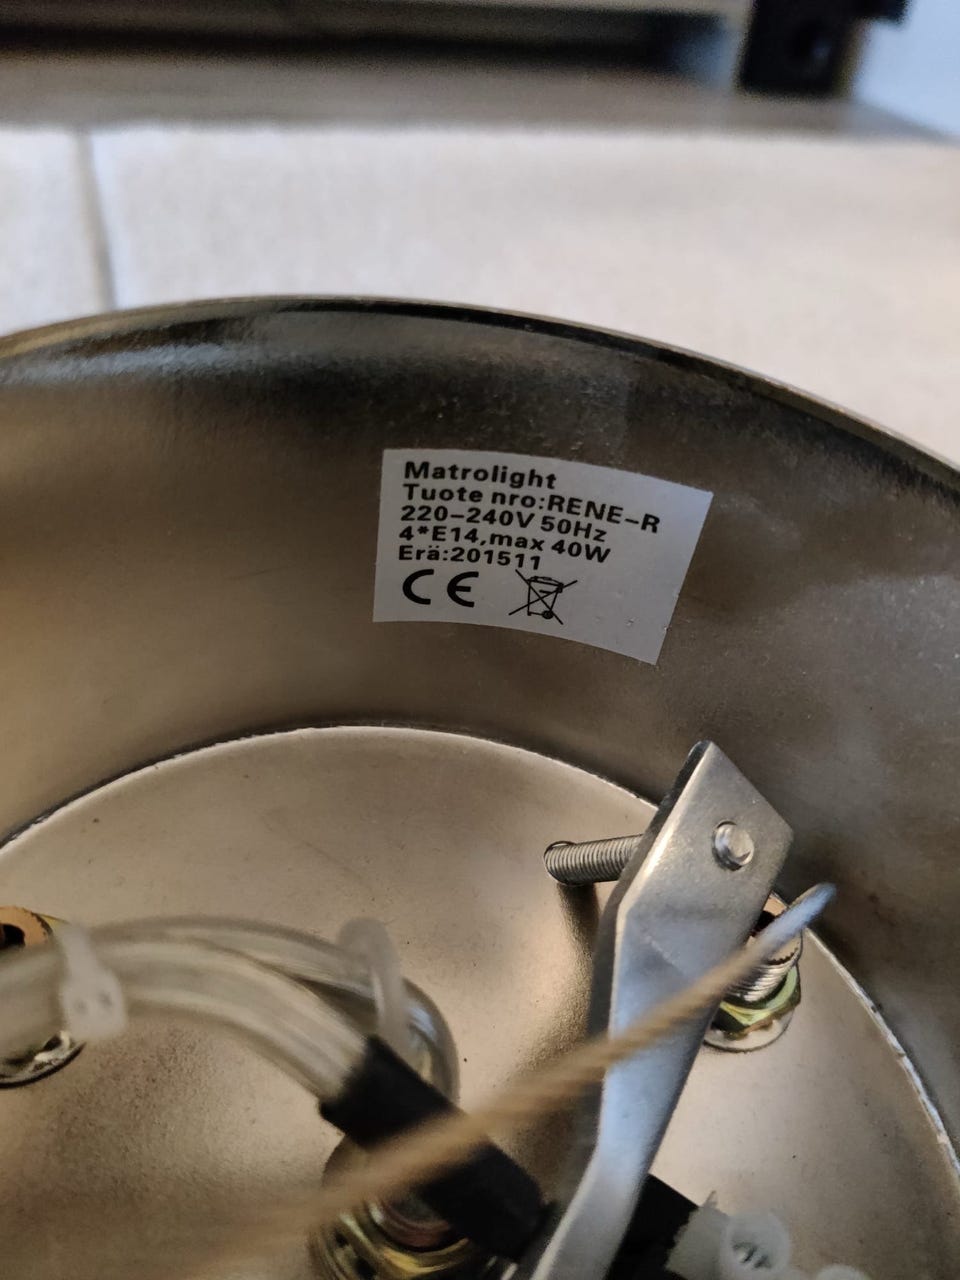 Matrolight
Tuote nro:RENE-R
220-240V 50Hz
4*E14,max 40W
Erä:201511
CE